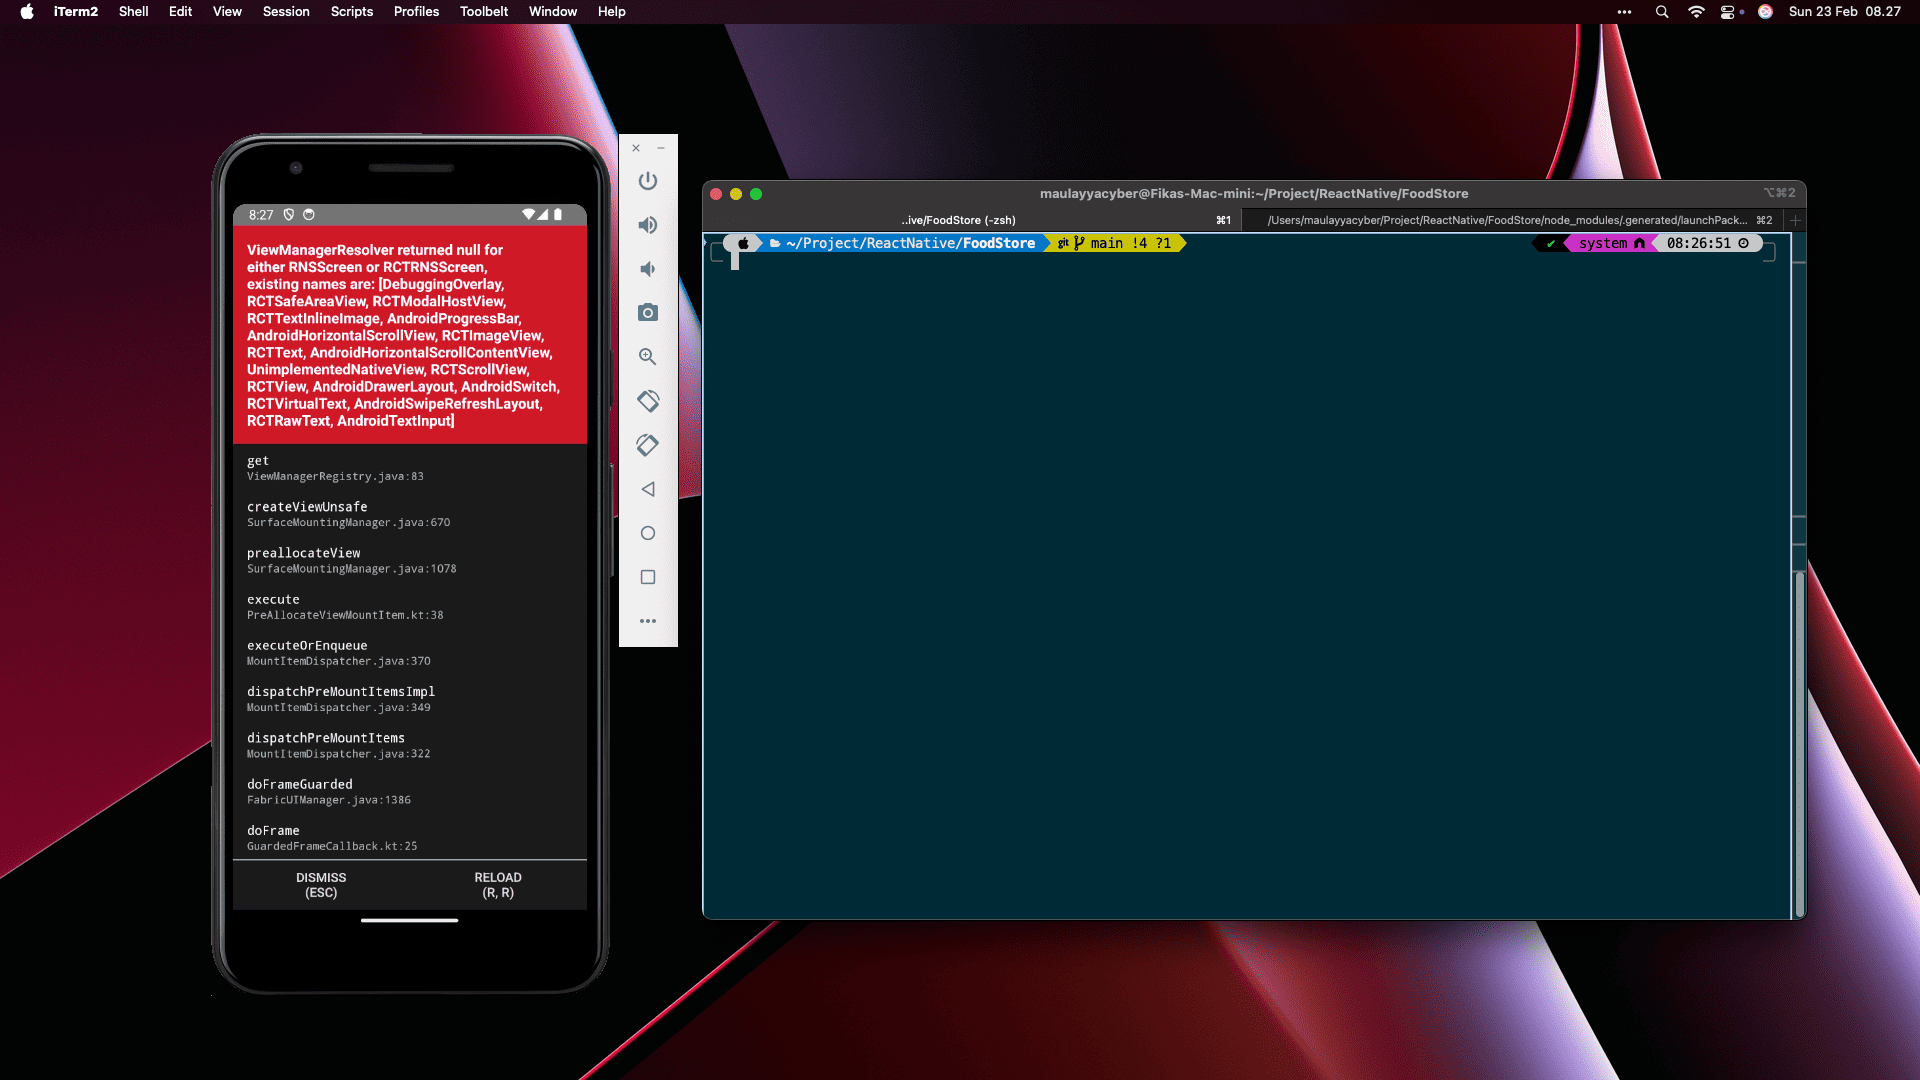 iTerm2 Shell Edit View Session Scripts Profiles Toolbelt Window Help
Sun 23 Feb 08.27
8:27
ViewManagerResolver returned null for
either RNSScreen or RCTRNSScreen,
existing names are: [DebuggingOverlay,
RCTSafeAreaView, RCTModalHostView,
RCTTextInlineImage, AndroidProgressBar,
AndroidHorizontalScrollView, RCTImageView,
RCTText, AndroidHorizontalScrollContentView,
UnimplementedNativeView, RCTScrollView,
RCTView, AndroidDrawerLayout, AndroidSwitch,
RCTVirtualText, AndroidSwipeRefreshLayout,
RCTRawText, AndroidTextInput]
get
ViewManagerRegistry.java:83
createViewUnsafe
SurfaceMountingManager.java:670
preallocateView
SurfaceMountingManager.java:1078
execute
PreAllocateViewMountItem.kt:38
executeOrEnqueue
MountItemDispatcher.java:370
dispatchPreMountItemsImpl
MountItemDispatcher.java:349
dispatchPreMountItems
MountItemDispatcher.java:322
doFrameGuarded
FabricUIManager.java:1386
doFrame
GuardedFrameCallback.kt:25
DISMISS
(ESC)
RELOAD
(R, R)
maulayyacyber@Fikas-Mac-mini:~/Project/ReactNative/FoodStore
⌥⌘2
..ive/FoodStore (-zsh) ⌘1
/Users/maulayyacyber/Project/ReactNative/FoodStore/node_modules/.generated/launchPack... ⌘2
~/Project/ReactNative/FoodStore git main !4 ?1
✔ system 08:26:51